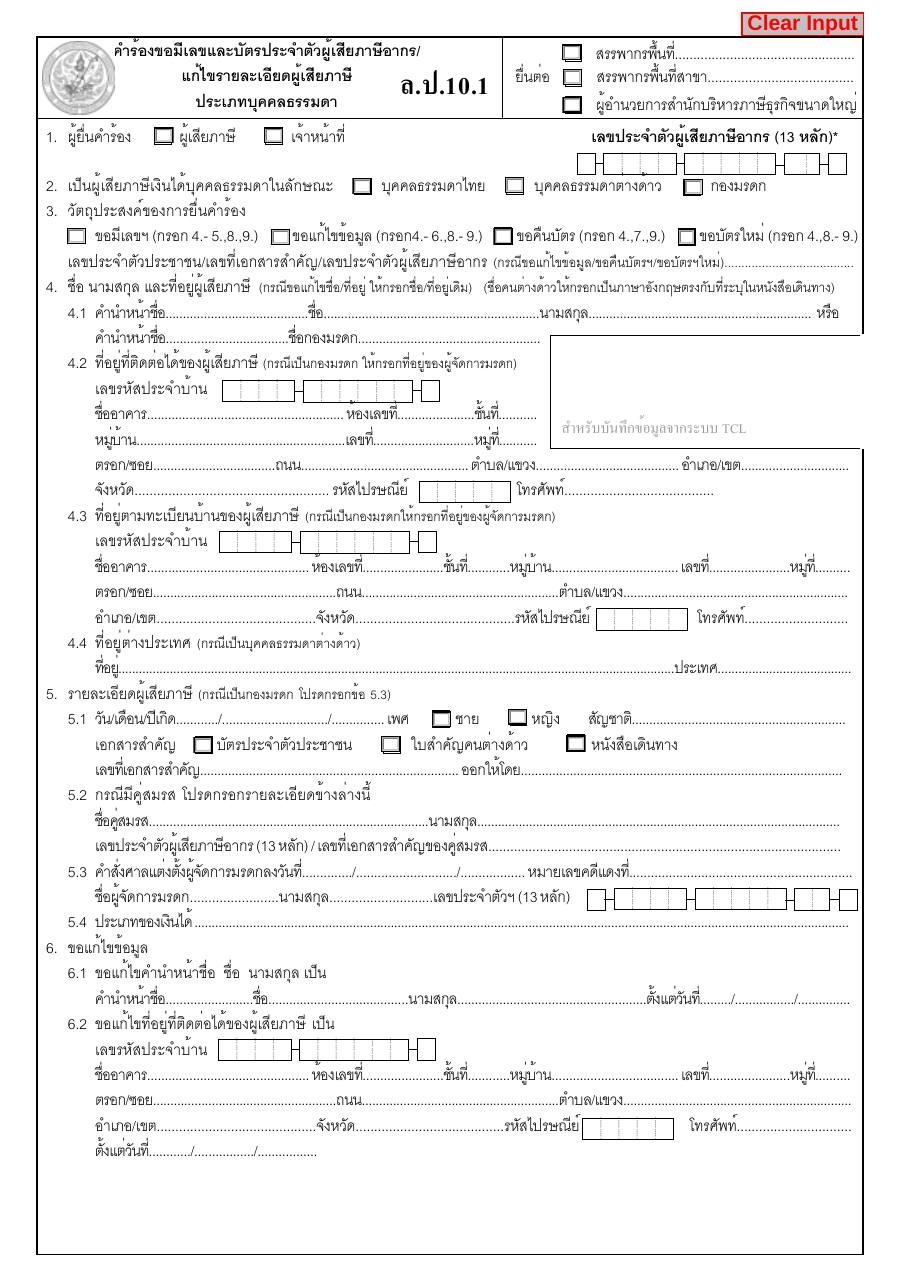 Clear Input
คำร้องขอมีเลขและบัตรประจำตัวผู้เสียภาษีอากร/
แก้ไขรายละเอียดผู้เสียภาษี
ประเภทบุคคลธรรมดา
ล.ป.10.1
ยื่นต่อ
สรรพากรพื้นที่....................
สรรพากรพื้นที่สาขา....................
ผู้อำนวยการสำนักบริหารภาษีธุรกิจขนาดใหญ่
1. ผู้ยื่นคำร้อง ผู้เสียภาษี เจ้าหน้าที่ เลขประจำตัวผู้เสียภาษีอากร (13 หลัก)*
2. เป็นผู้เสียภาษีเงินได้บุคคลธรรมดาในลักษณะ บุคคลธรรมดาไทย บุคคลธรรมดาต่างด้าว กองมรดก
3. วัตถุประสงค์ของการยื่นคำร้อง
ขอมีเลขฯ (กรอก 4.- 5.,8.,9.) ขอแก้ไขข้อมูล (กรอก4.- 6.,8.- 9.) ขอคืนบัตร (กรอก 4.,7.,9.) ขอบัตรใหม่ (กรอก 4.,8.- 9.)
เลขประจำตัวประชาชน/เลขที่เอกสารสำคัญ/เลขประจำตัวผู้เสียภาษีอากร (กรณีขอแก้ไขข้อมูล/ขอคืนบัตรฯ/ขอบัตรฯใหม่)....................
4. ชื่อ นามสกุล และที่อยู่ผู้เสียภาษี (กรณีขอแก้ไขชื่อ/ที่อยู่ ให้กรอกชื่อ/ที่อยู่เดิม) (ชื่อคนต่างด้าวให้กรอกเป็นภาษาอังกฤษตรงกับที่ระบุในหนังสือเดินทาง)
4.1 คำนำหน้าชื่อ....................ชื่อ....................นามสกุล.................... หรือ
คำนำหน้าชื่อ....................ชื่อกองมรดก....................
4.2 ที่อยู่ที่ติดต่อได้ของผู้เสียภาษี (กรณีเป็นกองมรดก ให้กรอกที่อยู่ของผู้จัดการมรดก)
เลขรหัสประจำบ้าน
ชื่ออาคาร....................ห้องเลขที่....................ชั้นที่...........
สำหรับบันทึกข้อมูลจากระบบ TCL
หมู่บ้าน....................เลขที่....................หมู่ที่...........
ตรอก/ซอย....................ถนน....................ตำบล/แขวง....................อำเภอ/เขต....................
จังหวัด....................รหัสไปรษณีย์ โทรศัพท์....................
4.3 ที่อยู่ตามทะเบียนบ้านของผู้เสียภาษี (กรณีเป็นกองมรดกให้กรอกที่อยู่ของผู้จัดการมรดก)
เลขรหัสประจำบ้าน
ชื่ออาคาร....................ห้องเลขที่....................ชั้นที่...........หมู่บ้าน....................เลขที่....................หมู่ที่..........
ตรอก/ซอย....................ถนน....................ตำบล/แขวง....................
อำเภอ/เขต....................จังหวัด....................รหัสไปรษณีย์ โทรศัพท์....................
4.4 ที่อยู่ต่างประเทศ (กรณีเป็นบุคคลธรรมดาต่างด้าว)
ที่อยู่....................ประเทศ....................
5. รายละเอียดผู้เสียภาษี (กรณีเป็นกองมรดก โปรดกรอกข้อ 5.3)
5.1 วัน/เดือน/ปีเกิด.........../........................../............. เพศ ชาย หญิง สัญชาติ....................
เอกสารสำคัญ บัตรประจำตัวประชาชน ใบสำคัญคนต่างด้าว หนังสือเดินทาง
เลขที่เอกสารสำคัญ....................ออกให้โดย....................
5.2 กรณีมีคู่สมรส โปรดกรอกรายละเอียดข้างล่างนี้
ชื่อคู่สมรส....................นามสกุล....................
เลขประจำตัวผู้เสียภาษีอากร (13 หลัก) / เลขที่เอกสารสำคัญของคู่สมรส....................
5.3 คำสั่งศาลแต่งตั้งผู้จัดการมรดกลงวันที่............./........................./................ หมายเลขคดีแดงที่....................
ชื่อผู้จัดการมรดก....................นามสกุล....................เลขประจำตัวฯ (13 หลัก)
5.4 ประเภทของเงินได้ ....................
6. ขอแก้ไขข้อมูล
6.1 ขอแก้ไขคำนำหน้าชื่อ ชื่อ นามสกุล เป็น
คำนำหน้าชื่อ....................ชื่อ....................นามสกุล....................ตั้งแต่วันที่......../.............../.............
6.2 ขอแก้ไขที่อยู่ที่ติดต่อได้ของผู้เสียภาษี เป็น
เลขรหัสประจำบ้าน
ชื่ออาคาร....................ห้องเลขที่....................ชั้นที่...........หมู่บ้าน....................เลขที่....................หมู่ที่..........
ตรอก/ซอย....................ถนน....................ตำบล/แขวง....................
อำเภอ/เขต....................จังหวัด....................รหัสไปรษณีย์ โทรศัพท์....................
ตั้งแต่วันที่........../.............../...............